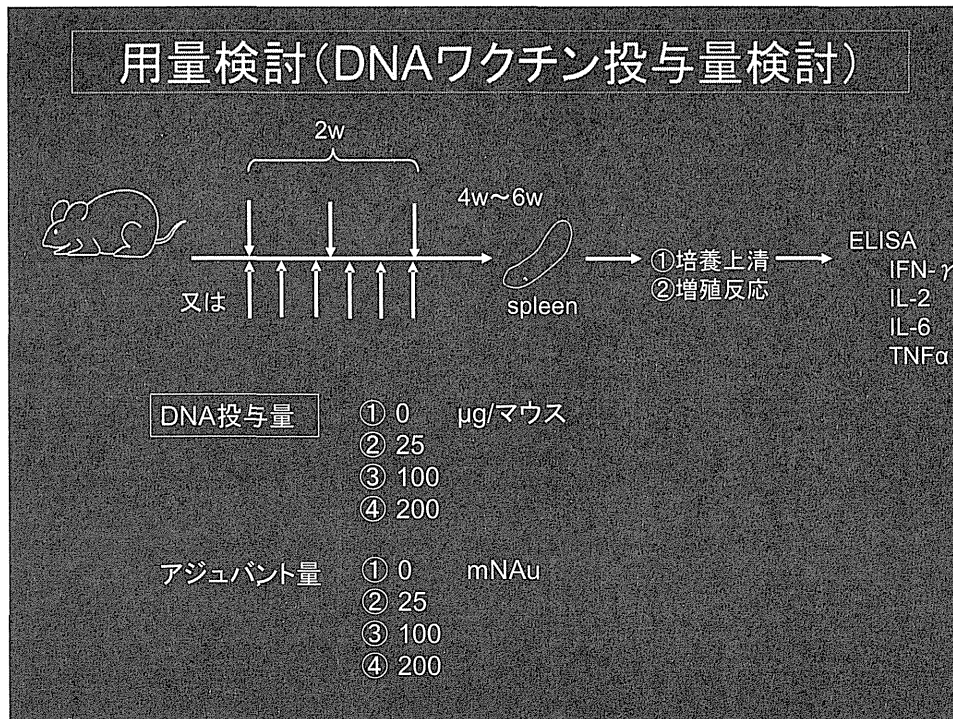 用量検討(DNAワクチン投与量検討)
2w
4w～6w
又は
spleen
①培養上清
②増殖反応
ELISA
IFN-γ
IL-2
IL-6
TNFα
DNA投与量
① 0 μg/マウス
② 25
③ 100
④ 200
アジュバント量
① 0 mNAu
② 25
③ 100
④ 200